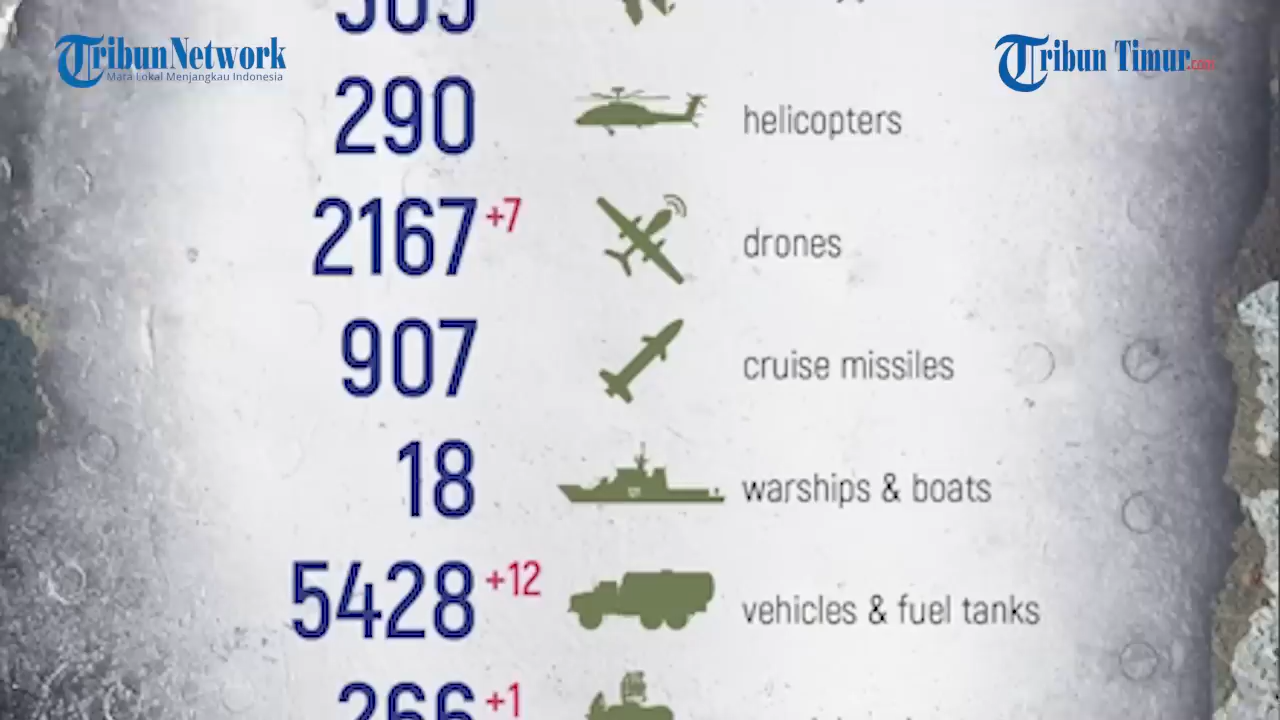 TribunNetwork
Mata Lokal Menjangkau Indonesia
Tribun Timur.com
290 helicopters
2167 +7 drones
907 cruise missiles
18 warships & boats
5428 +12 vehicles & fuel tanks
+1